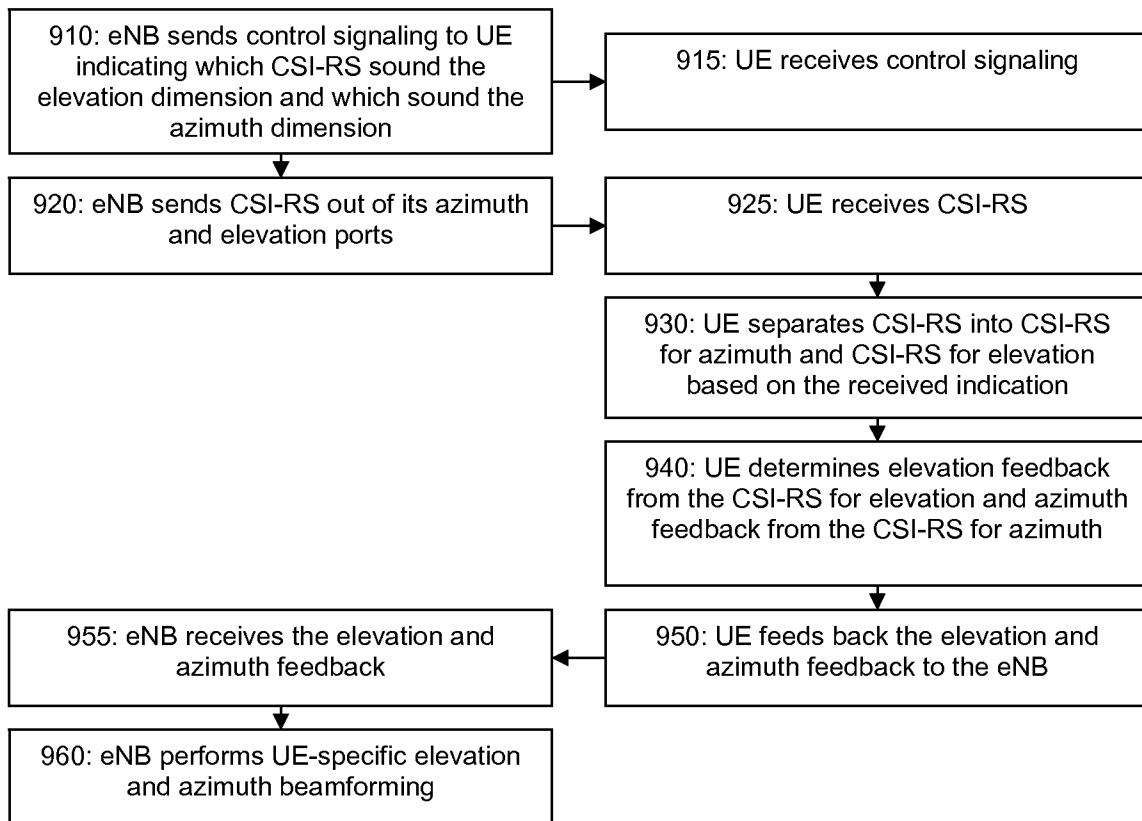 910: eNB sends control signaling to UE
indicating which CSI-RS sound the
elevation dimension and which sound the
azimuth dimension
915: UE receives control signaling
920: eNB sends CSI-RS out of its azimuth
and elevation ports
925: UE receives CSI-RS
930: UE separates CSI-RS into CSI-RS
for azimuth and CSI-RS for elevation
based on the received indication
940: UE determines elevation feedback
from the CSI-RS for elevation and azimuth
feedback from the CSI-RS for azimuth
950: UE feeds back the elevation and
azimuth feedback to the eNB
955: eNB receives the elevation and
azimuth feedback
960: eNB performs UE-specific elevation
and azimuth beamforming